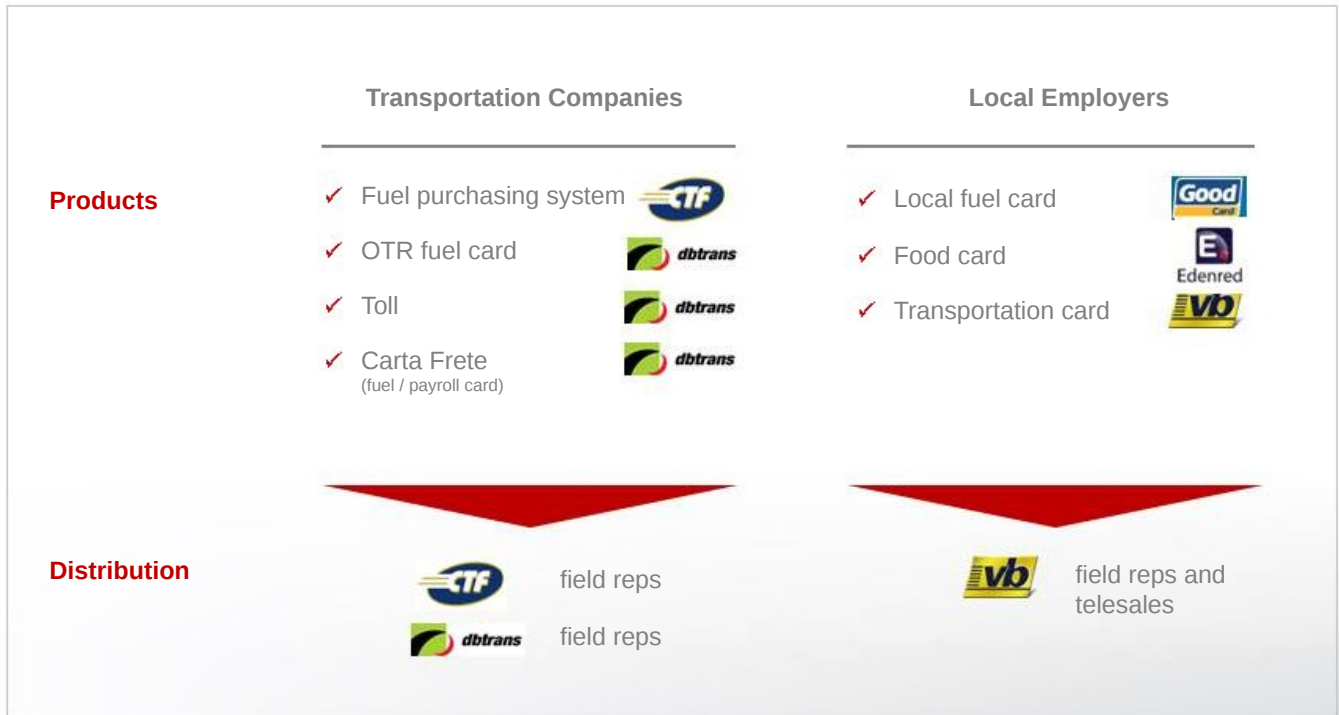 Transportation Companies
Local Employers
Products
Fuel purchasing system
CTF
OTR fuel card
dbtrans
Toll
dbtrans
Carta Frete
dbtrans
(fuel / payroll card)
Local fuel card
Good
Card
Food card
E
Edenred
Transportation card
vb
Distribution
CTF
field reps
dbtrans
field reps
vb
field reps and
telesales